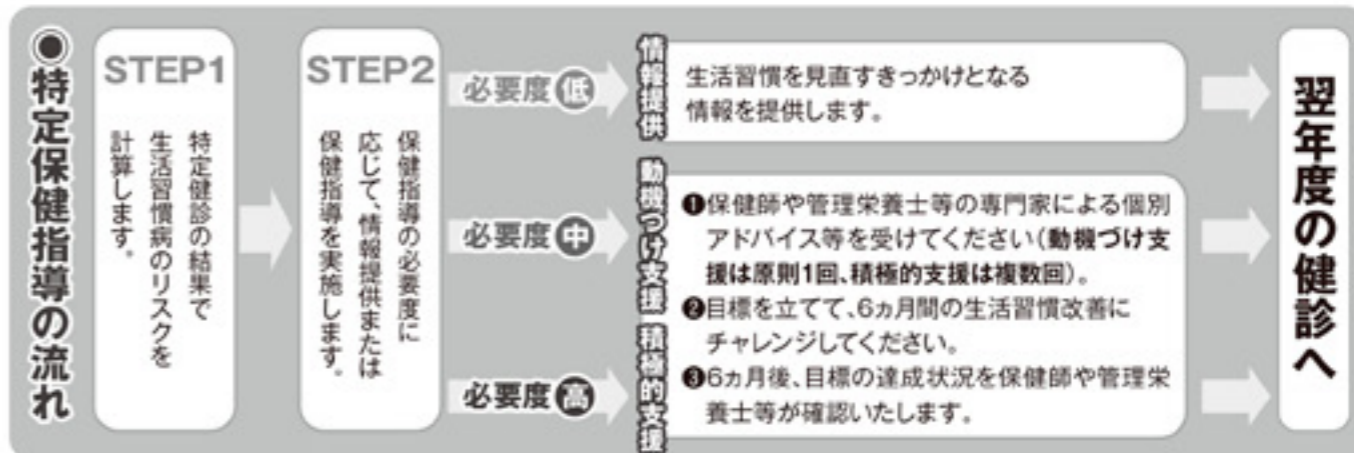 ◉特定保健指導の流れ
STEP1
特定健診の結果で
生活習慣病のリスクを
計算します。
STEP2
保健指導の必要度に
応じて、情報提供または
保健指導を実施します。
必要度低
情報提供
生活習慣を見直すきっかけとなる
情報を提供します。
必要度中
動機づけ支援
必要度高
積極的支援
❶保健師や管理栄養士等の専門家による個別
アドバイス等を受けてください(動機づけ支
援は原則1回、積極的支援は複数回)。
❷目標を立てて、6ヵ月間の生活習慣改善に
チャレンジしてください。
❸6ヵ月後、目標の達成状況を保健師や管理栄
養士等が確認いたします。
翌年度の健診へ